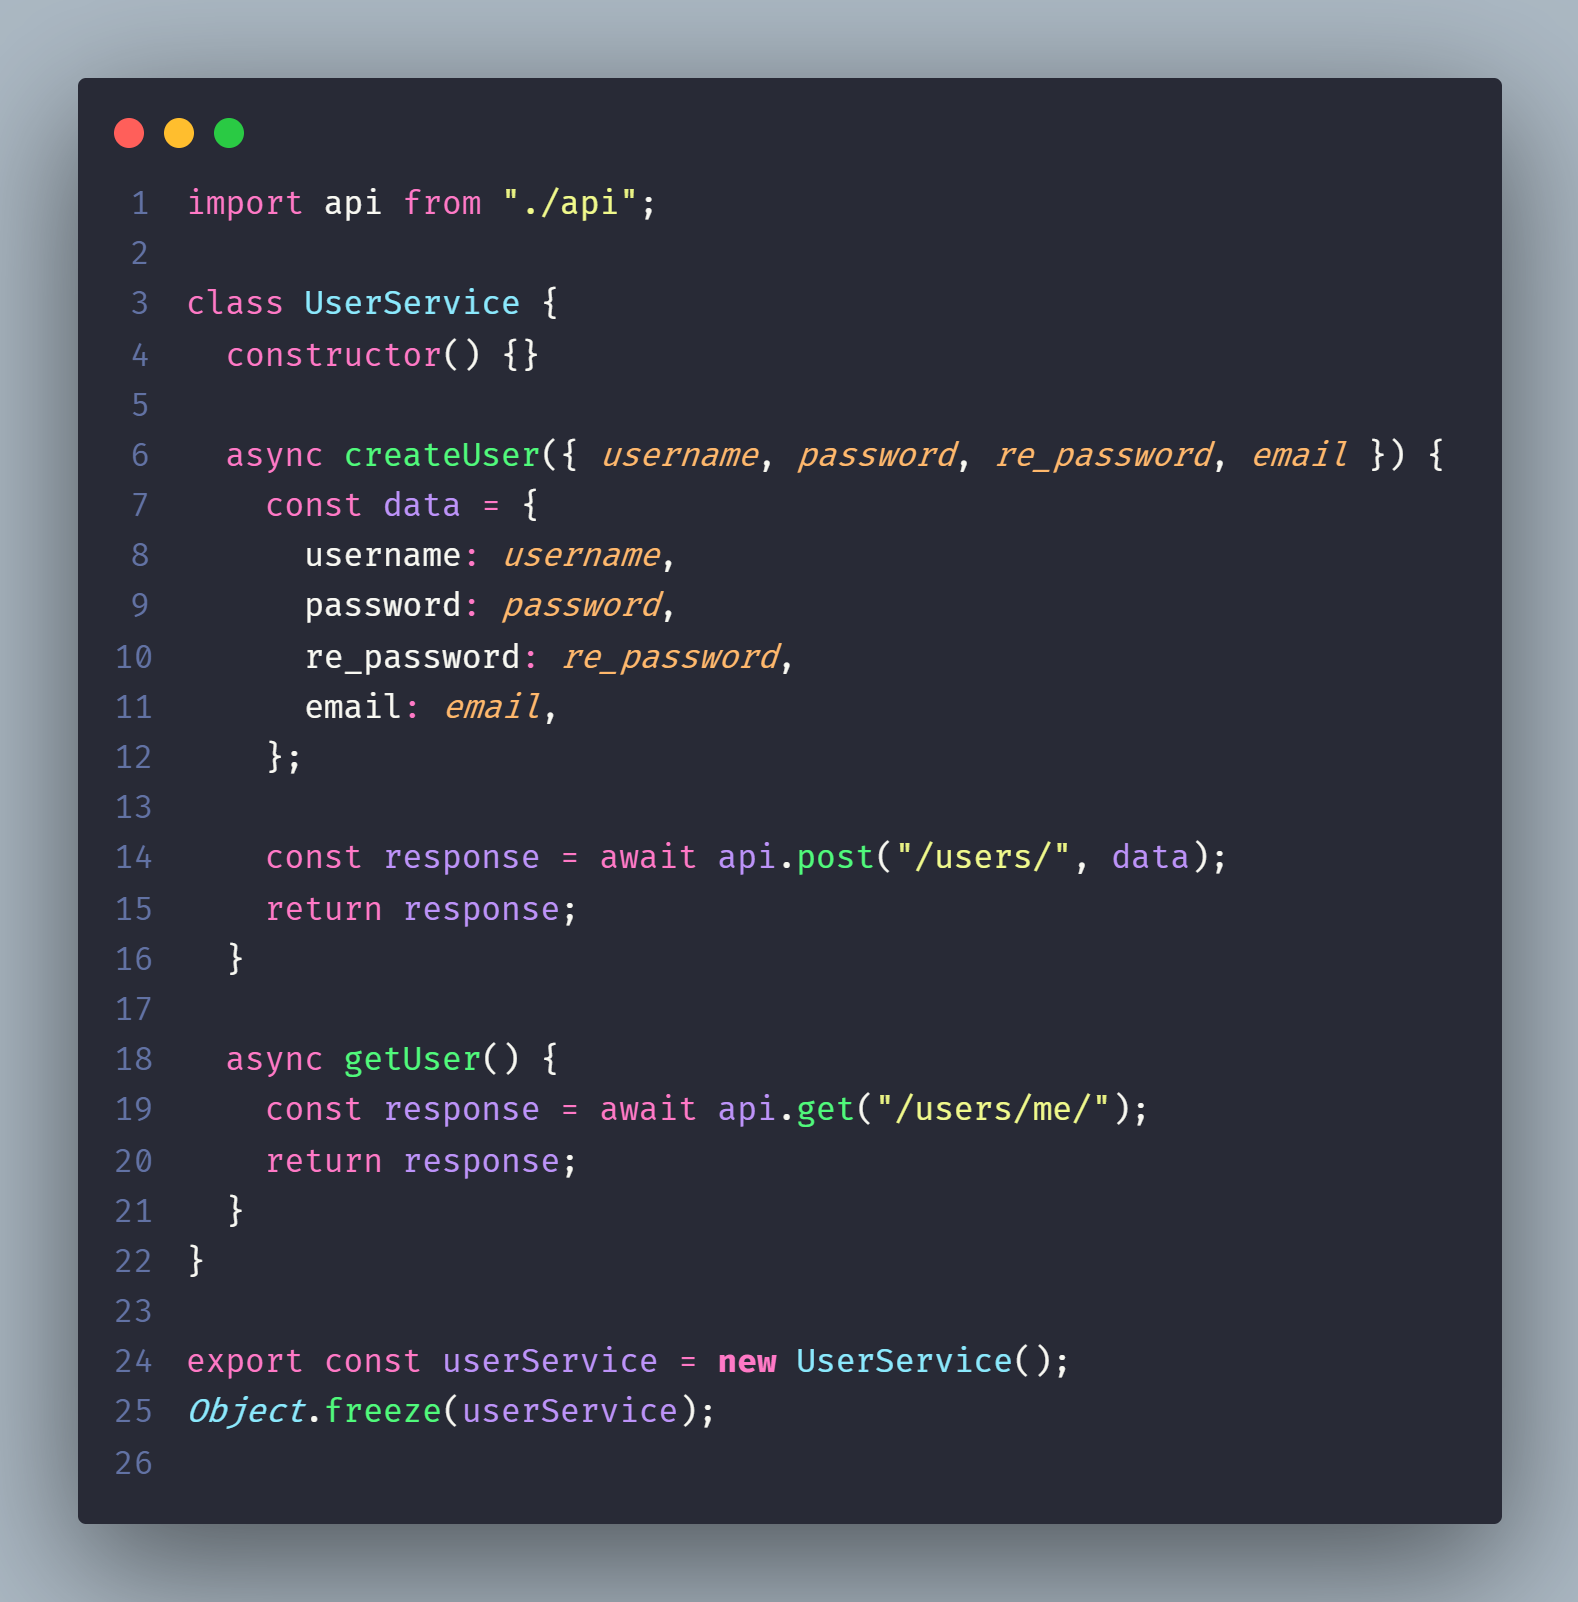 1 import api from "./api";
2
3 class UserService {
4   constructor() {}
5
6   async createUser({ username, password, re_password, email }) {
7     const data = {
8       username: username,
9       password: password,
10       re_password: re_password,
11       email: email,
12     };
13
14     const response = await api.post("/users/", data);
15     return response;
16   }
17
18   async getUser() {
19     const response = await api.get("/users/me/");
20     return response;
21   }
22 }
23
24 export const userService = new UserService();
25 Object.freeze(userService);
26